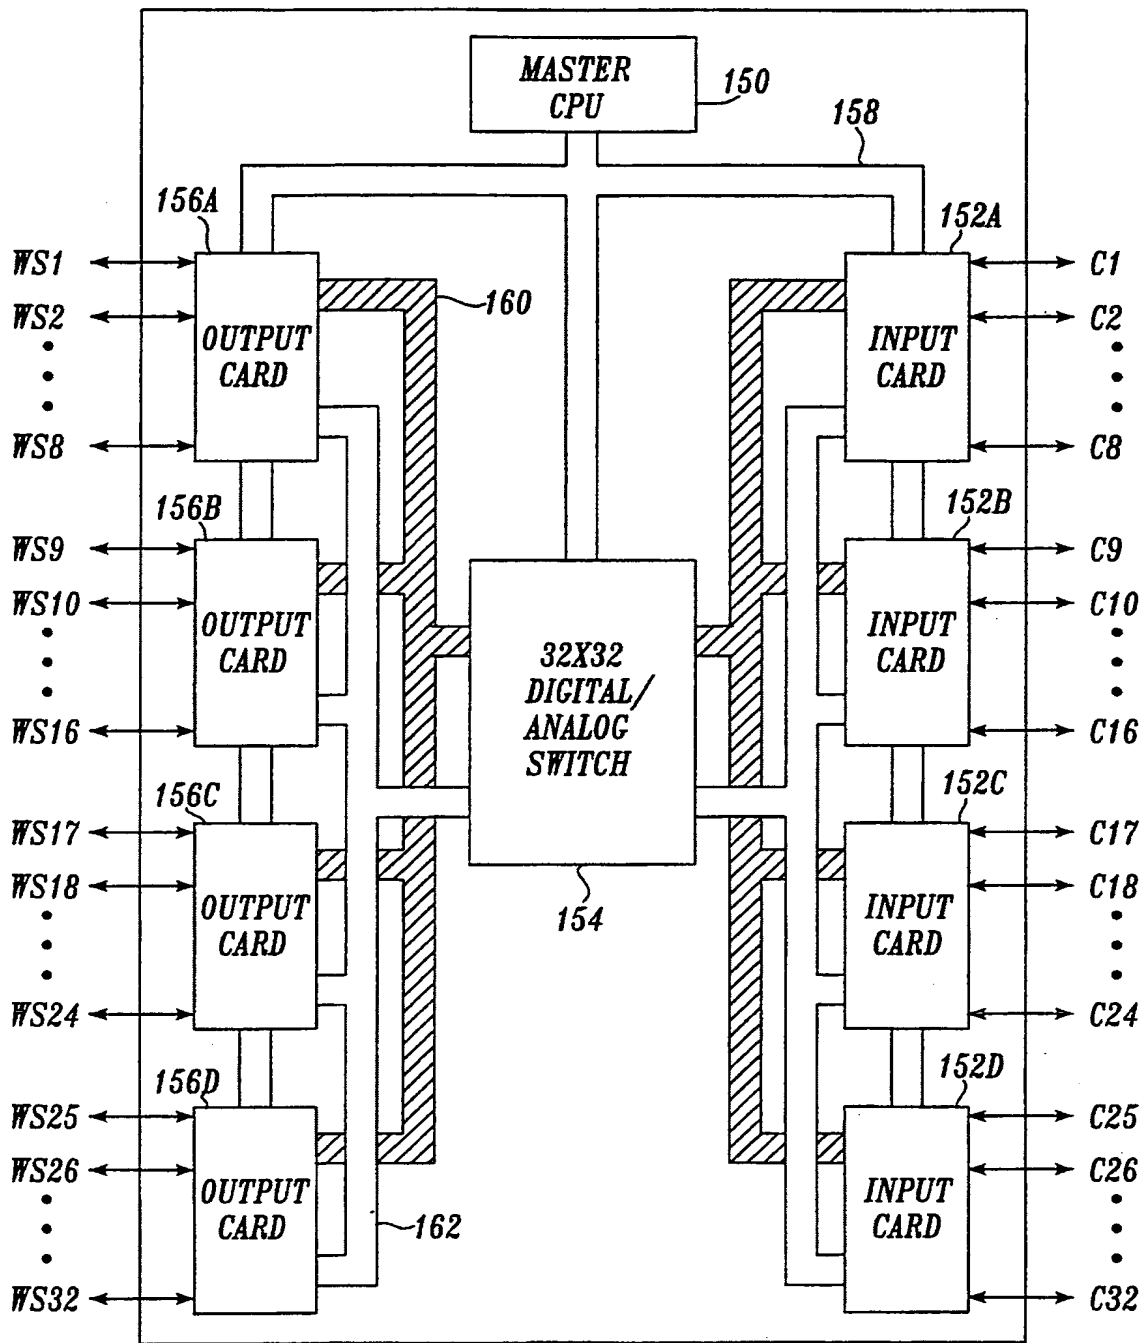 MASTER
CPU
150
158
156A
152A
WS1
C1
WS2
160
C2
OUTPUT
CARD
INPUT
CARD
WS8
C8
156B
152B
WS9
C9
WS10
C10
OUTPUT
CARD
32X32
DIGITAL/
ANALOG
SWITCH
INPUT
CARD
WS16
C16
156C
152C
WS17
C17
WS18
C18
154
OUTPUT
CARD
INPUT
CARD
WS24
C24
156D
152D
WS25
C25
WS26
C26
OUTPUT
CARD
162
INPUT
CARD
WS32
C32